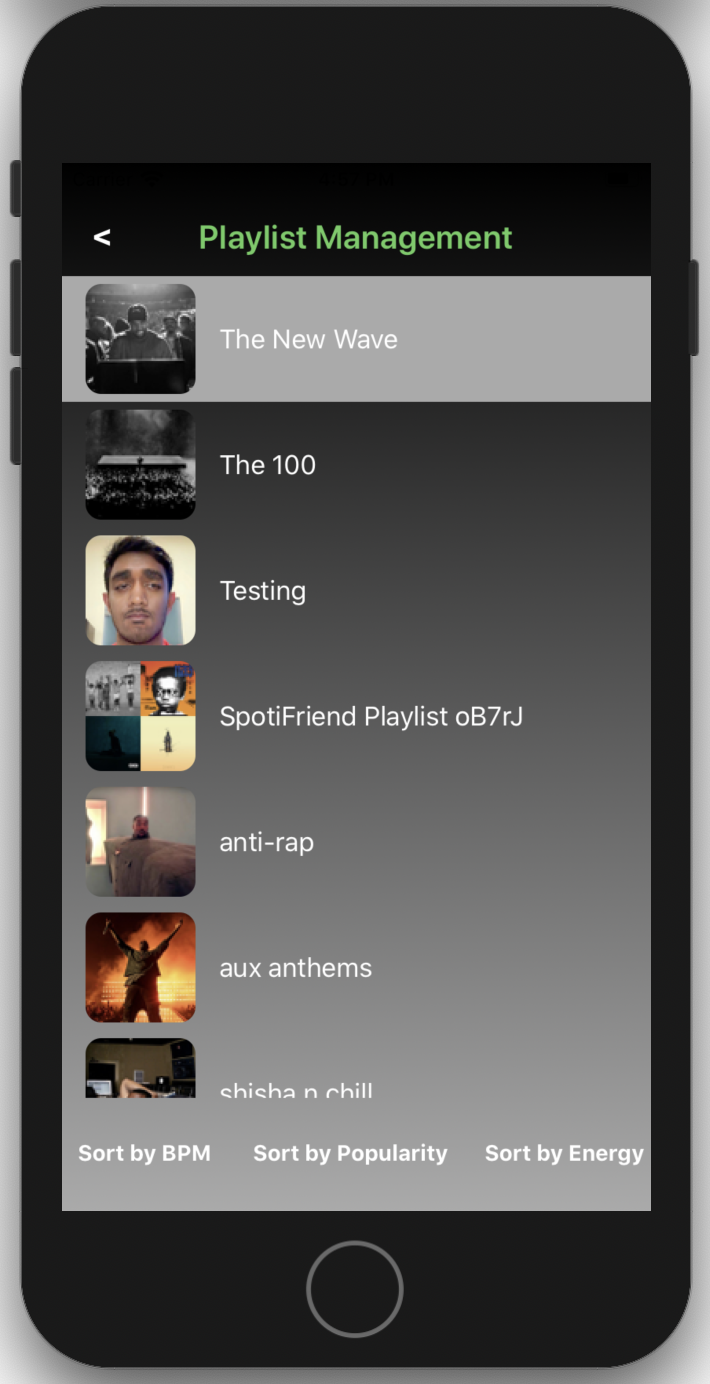 <
Playlist Management
The New Wave
The 100
Testing
SpotiFriend Playlist oB7rJ
anti-rap
aux anthems
shisha n chill
Sort by BPM
Sort by Popularity
Sort by Energy